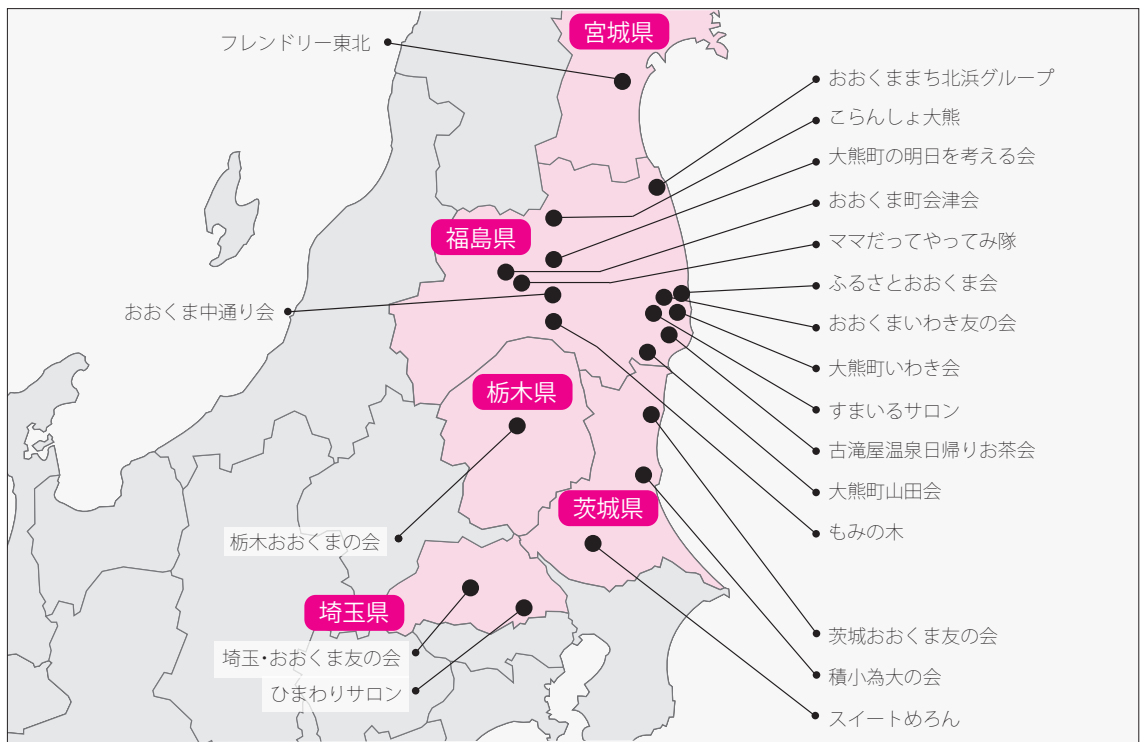 宮城県
フレンドリー東北
おおくままち北浜グループ
こらんしょ大熊
大熊町の明日を考える会
おおくま町会津会
福島県
ママだってやってみ隊
ふるさとおおくま会
おおくま中通り会
おおくまいわき友の会
大熊町いわき会
栃木県
すまいるサロン
古滝屋温泉日帰りお茶会
大熊町山田会
茨城県
もみの木
栃木おおくまの会
埼玉県
茨城おおくま友の会
埼玉・おおくま友の会
積小為大の会
ひまわりサロン
スイートめろん